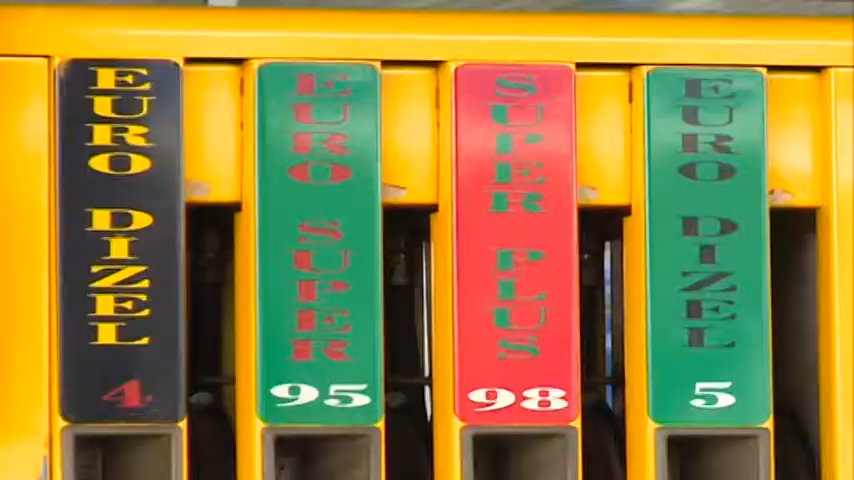 EURO DIZEL 4
EURO SUPER 95
SUPER PLUS 98
EURO DIZEL 5